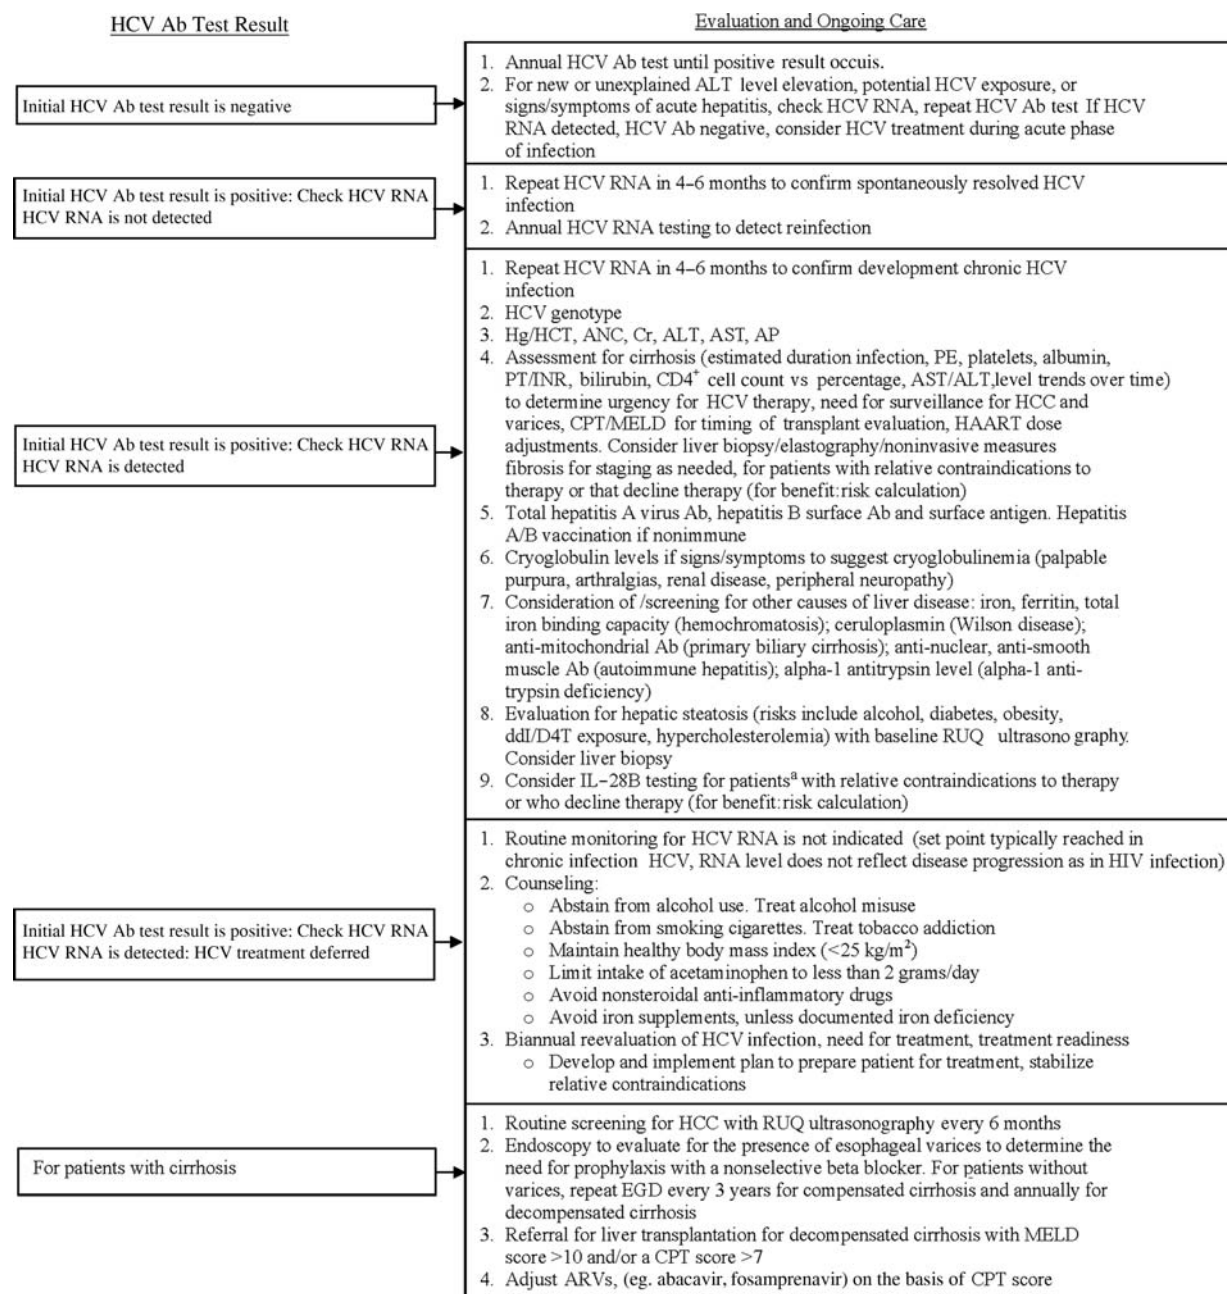 HCV Ab Test Result
Evaluation and Ongoing Care
Initial HCV Ab test result is negative
1. Annual HCV Ab test until positive result occuis.
2. For new or unexplained ALT level elevation, potential HCV exposure, or
signs/symptoms of acute hepatitis, check HCV RNA, repeat HCV Ab test If HCV
RNA detected, HCV Ab negative, consider HCV treatment during acute phase
of infection
Initial HCV Ab test result is positive: Check HCV RNA
HCV RNA is not detected
1. Repeat HCV RNA in 4–6 months to confirm spontaneously resolved HCV
infection
2. Annual HCV RNA testing to detect reinfection
Initial HCV Ab test result is positive: Check HCV RNA
HCV RNA is detected
1. Repeat HCV RNA in 4–6 months to confirm development chronic HCV
infection
2. HCV genotype
3. Hg/HCT, ANC, Cr, ALT, AST, AP
4. Assessment for cirrhosis (estimated duration infection, PE, platelets, albumin,
PT/INR, bilirubin, CD4⁺ cell count vs percentage, AST/ALT,level trends over time)
to determine urgency for HCV therapy, need for surveillance for HCC and
varices, CPT/MELD for timing of transplant evaluation, HAART dose
adjustments. Consider liver biopsy/elastography/noninvasive measures
fibrosis for staging as needed, for patients with relative contraindications to
therapy or that decline therapy (for benefit:risk calculation)
5. Total hepatitis A virus Ab, hepatitis B surface Ab and surface antigen. Hepatitis
A/B vaccination if nonimmune
6. Cryoglobulin levels if signs/symptoms to suggest cryoglobulinemia (palpable
purpura, arthralgias, renal disease, peripheral neuropathy)
7. Consideration of /screening for other causes of liver disease: iron, ferritin, total
iron binding capacity (hemochromatosis); ceruloplasmin (Wilson disease);
anti-mitochondrial Ab (primary biliary cirrhosis); anti-nuclear, anti-smooth
muscle Ab (autoimmune hepatitis); alpha-1 antitrypsin level (alpha-1 anti-
trypsin deficiency)
8. Evaluation for hepatic steatosis (risks include alcohol, diabetes, obesity,
ddI/D4T exposure, hypercholesterolemia) with baseline RUQ ultrasono graphy.
Consider liver biopsy
9. Consider IL–28B testing for patientsᵃ with relative contraindications to therapy
or who decline therapy (for benefit:risk calculation)
Initial HCV Ab test result is positive: Check HCV RNA
HCV RNA is detected: HCV treatment deferred
1. Routine monitoring for HCV RNA is not indicated (set point typically reached in
chronic infection HCV, RNA level does not reflect disease progression as in HIV infection)
2. Counseling:
o Abstain from alcohol use. Treat alcohol misuse
o Abstain from smoking cigarettes. Treat tobacco addiction
o Maintain healthy body mass index (<25 kg/m²)
o Limit intake of acetaminophen to less than 2 grams/day
o Avoid nonsteroidal anti-inflammatory drugs
o Avoid iron supplements, unless documented iron deficiency
3. Biannual reevaluation of HCV infection, need for treatment, treatment readiness
o Develop and implement plan to prepare patient for treatment, stabilize
relative contraindications
For patients with cirrhosis
1. Routine screening for HCC with RUQ ultrasonography every 6 months
2. Endoscopy to evaluate for the presence of esophageal varices to determine the
need for prophylaxis with a nonselective beta blocker. For patients without
varices, repeat EGD every 3 years for compensated cirrhosis and annually for
decompensated cirrhosis
3. Referral for liver transplantation for decompensated cirrhosis with MELD
score >10 and/or a CPT score >7
4. Adjust ARVs, (eg. abacavir, fosamprenavir) on the basis of CPT score